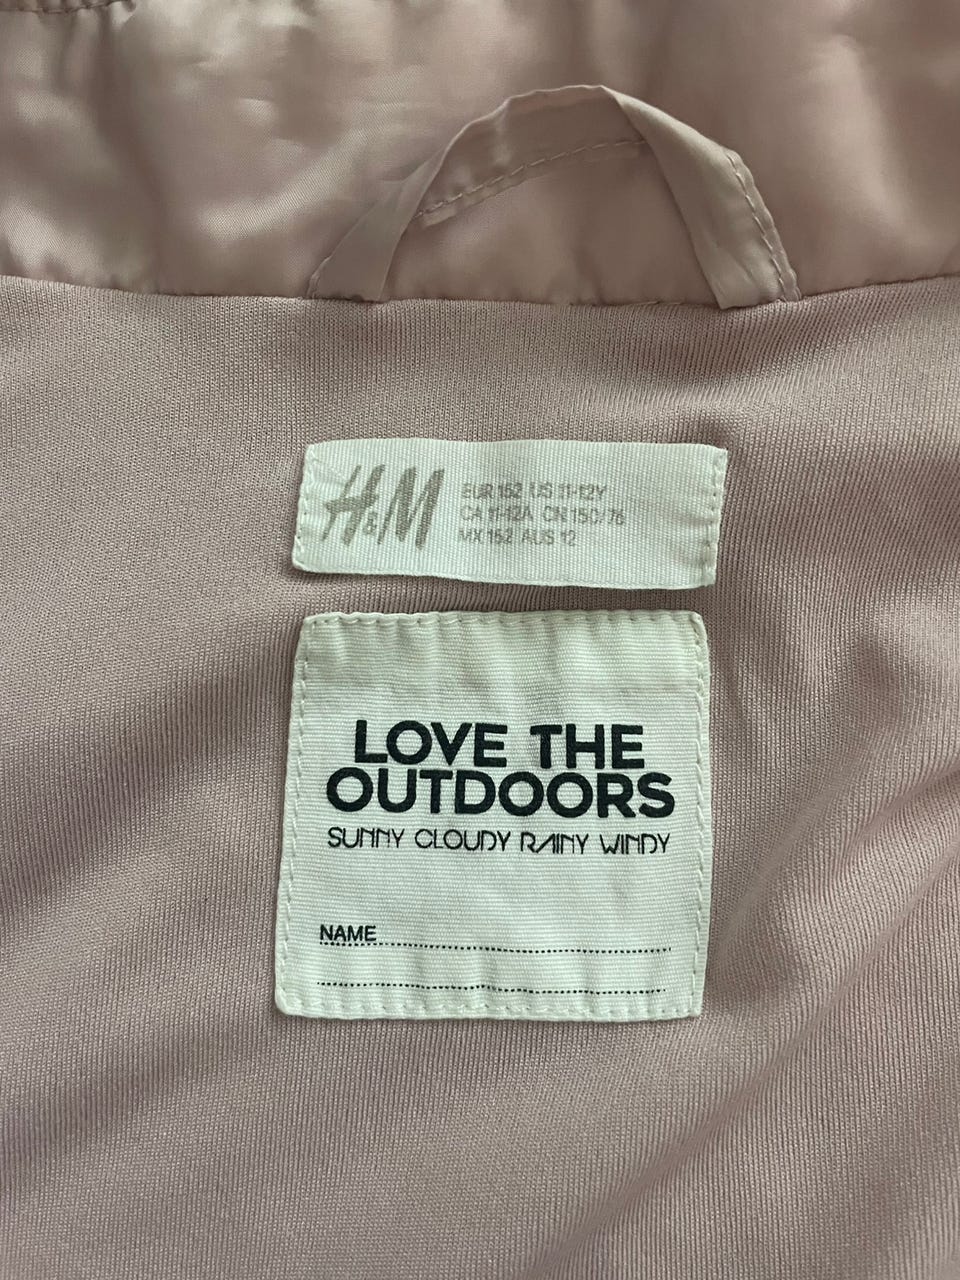 H&M
EUR 152 US 11-12Y
CA 11-12A CN 150/76
MX 152 AUS 12
LOVE THE
OUTDOORS
SUNNY CLOUDY RAINY WINDY
NAME